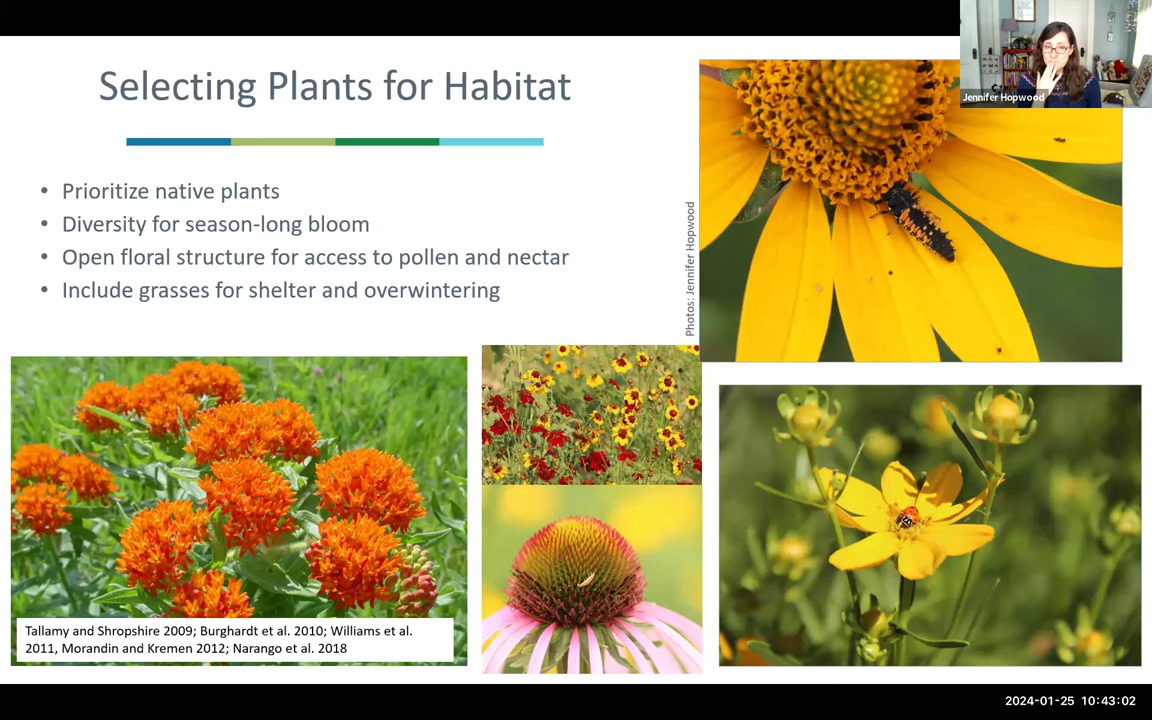 Selecting Plants for Habitat
Jennifer Hopwood
• Prioritize native plants
• Diversity for season-long bloom
• Open floral structure for access to pollen and nectar
• Include grasses for shelter and overwintering
Photos: Jennifer Hopwood
Tallamy and Shropshire 2009; Burghardt et al. 2010; Williams et al.
2011, Morandin and Kremen 2012; Narango et al. 2018
2024-01-25 10:43:02